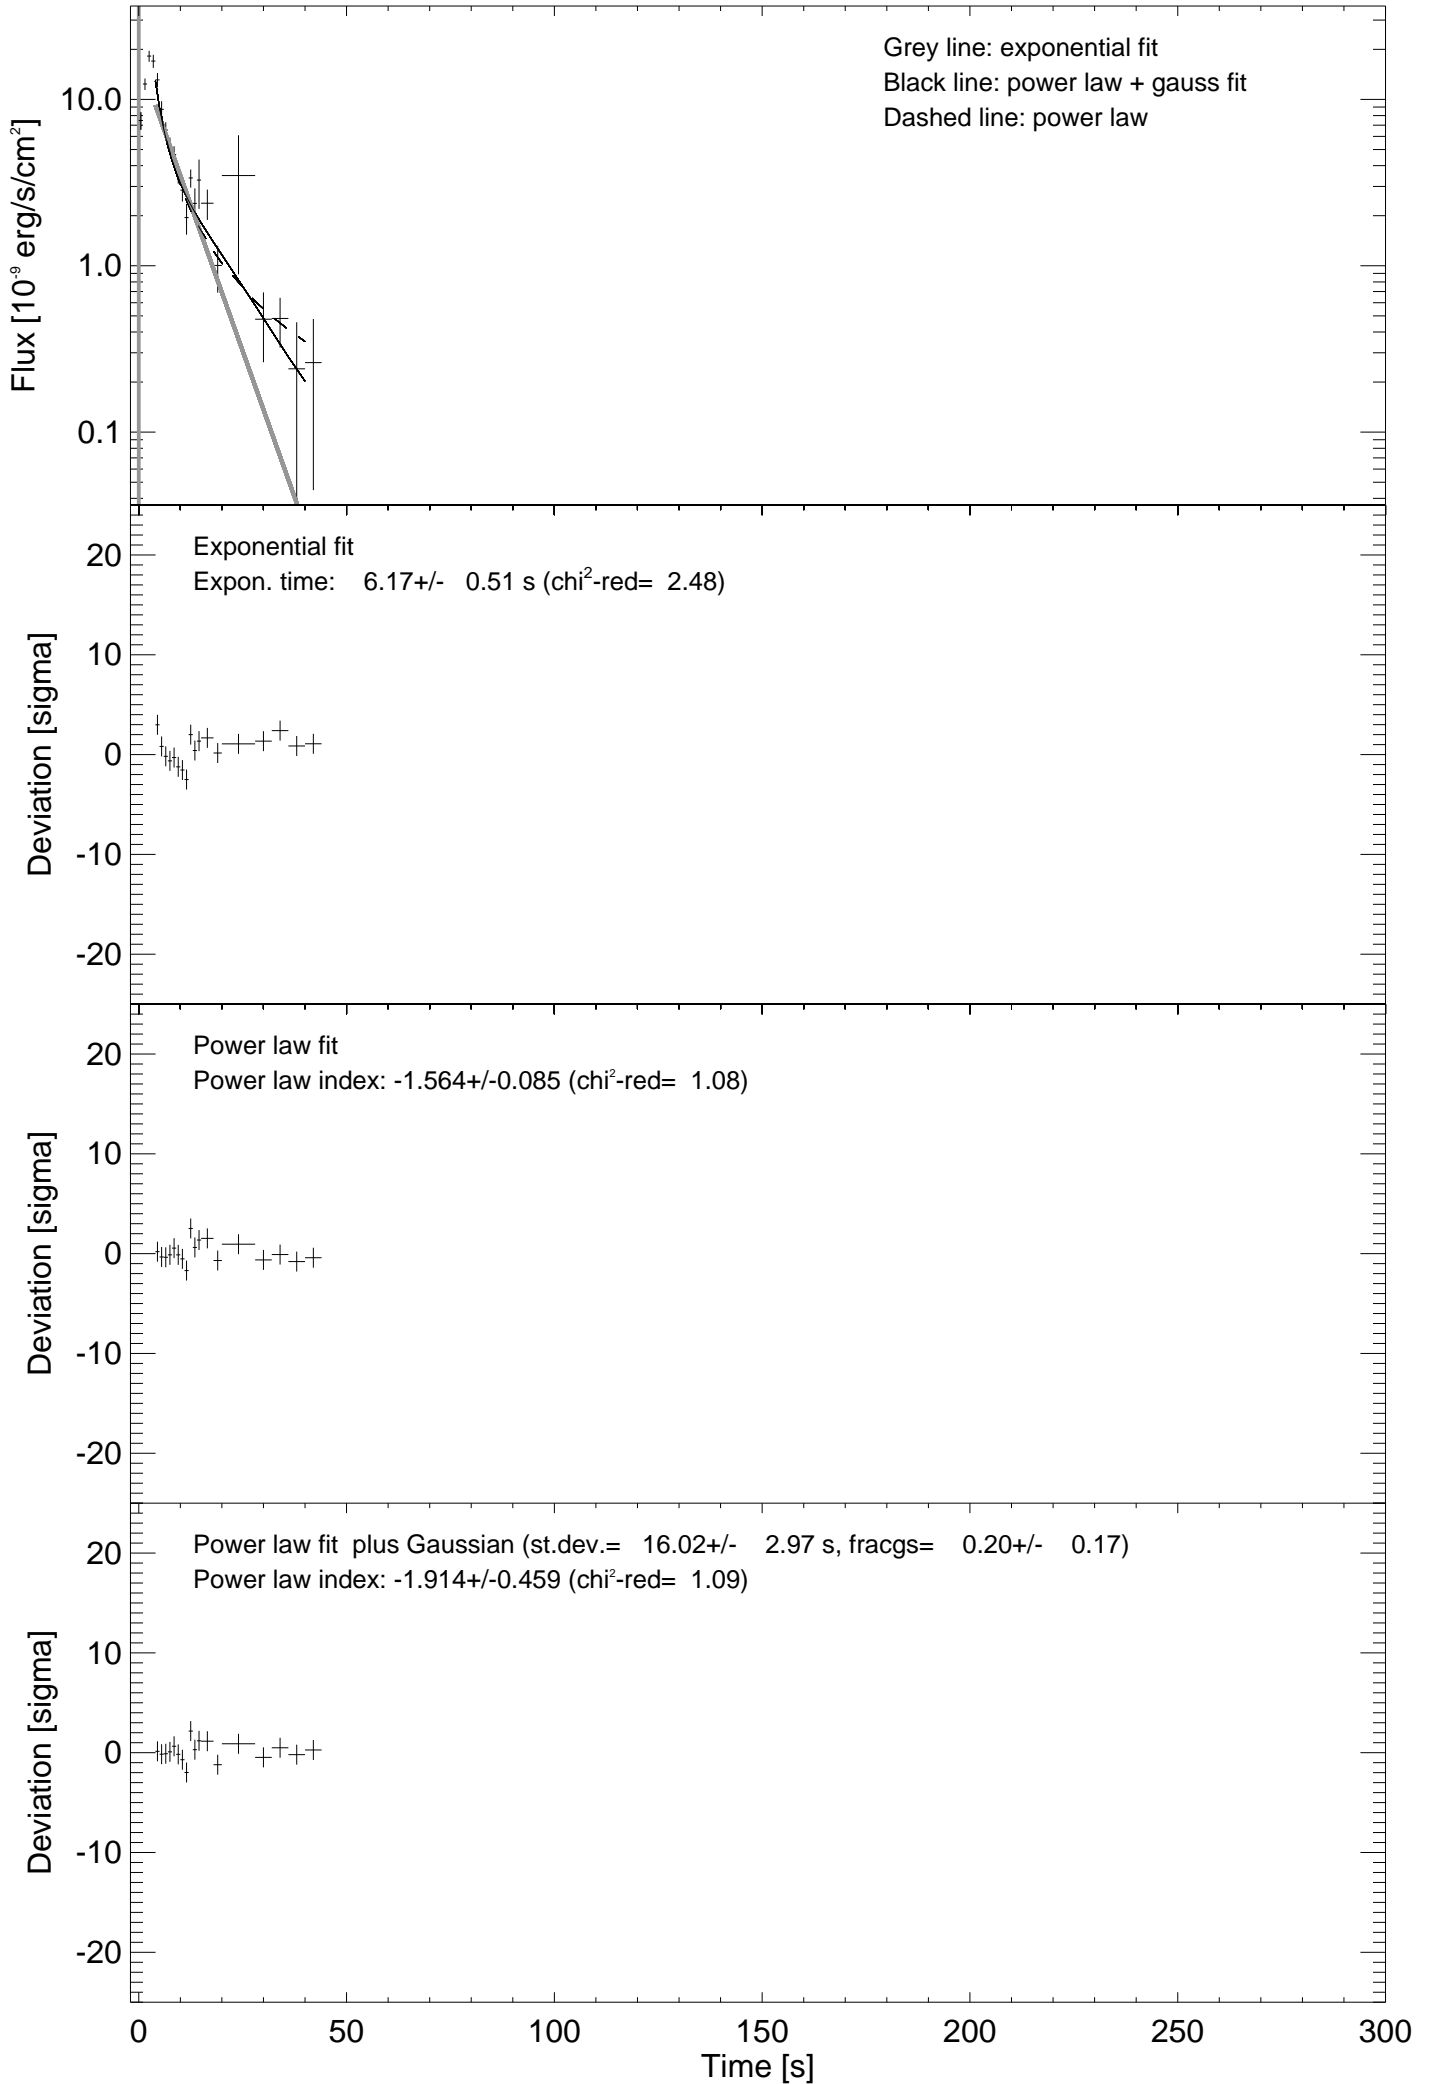 Grey line: exponential fit
Black line: power law + gauss fit
Dashed line: power law
10.0
1.0
0.1
Flux [10⁻⁹ erg/s/cm²]
Exponential fit
Expon. time: 6.17+/- 0.51 s (chi²-red= 2.48)
20
10
0
-10
-20
Deviation [sigma]
Power law fit
Power law index: -1.564+/-0.085 (chi²-red= 1.08)
20
10
0
-10
-20
Deviation [sigma]
Power law fit plus Gaussian (st.dev.= 16.02+/- 2.97 s, fracgs= 0.20+/- 0.17)
Power law index: -1.914+/-0.459 (chi²-red= 1.09)
20
10
0
-10
-20
Deviation [sigma]
0 50 100 150 200 250 300
Time [s]